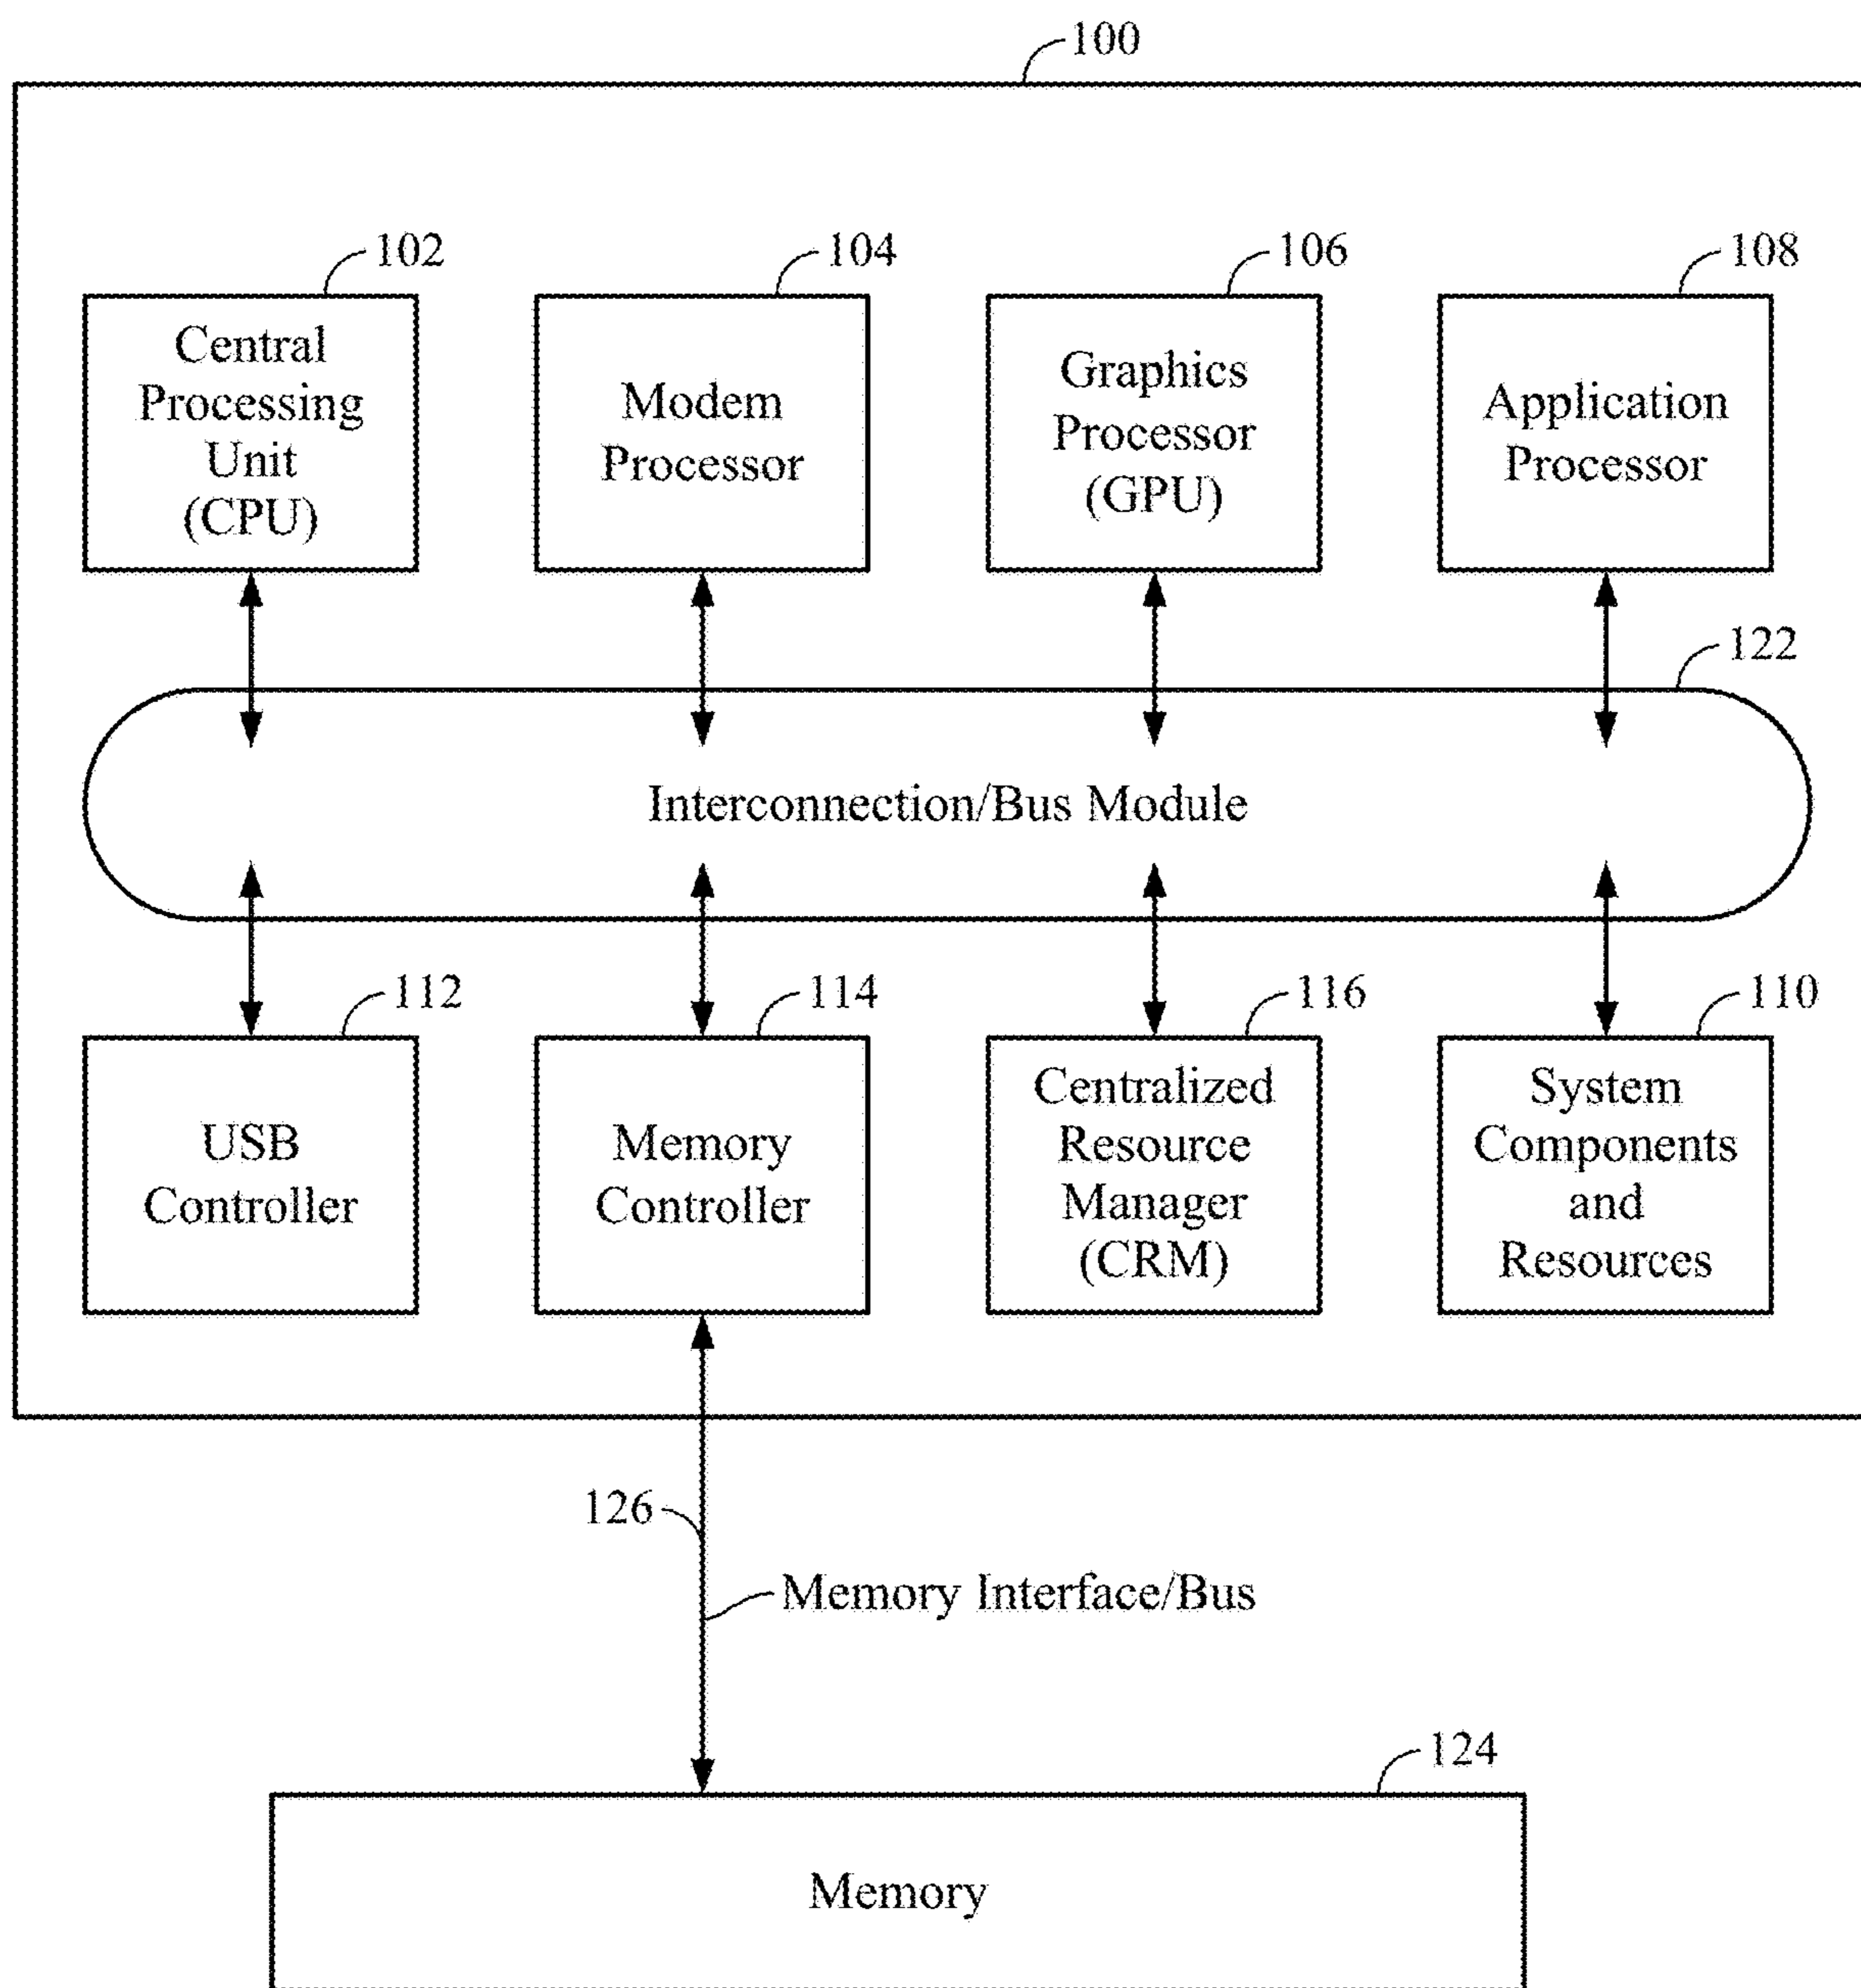 100
102
104
106
108
Central
Processing
Unit
(CPU)
Modem
Processor
Graphics
Processor
(GPU)
Application
Processor
122
Interconnection/Bus Module
112
114
116
110
USB
Controller
Memory
Controller
Centralized
Resource
Manager
(CRM)
System
Components
and
Resources
126
Memory Interface/Bus
124
Memory